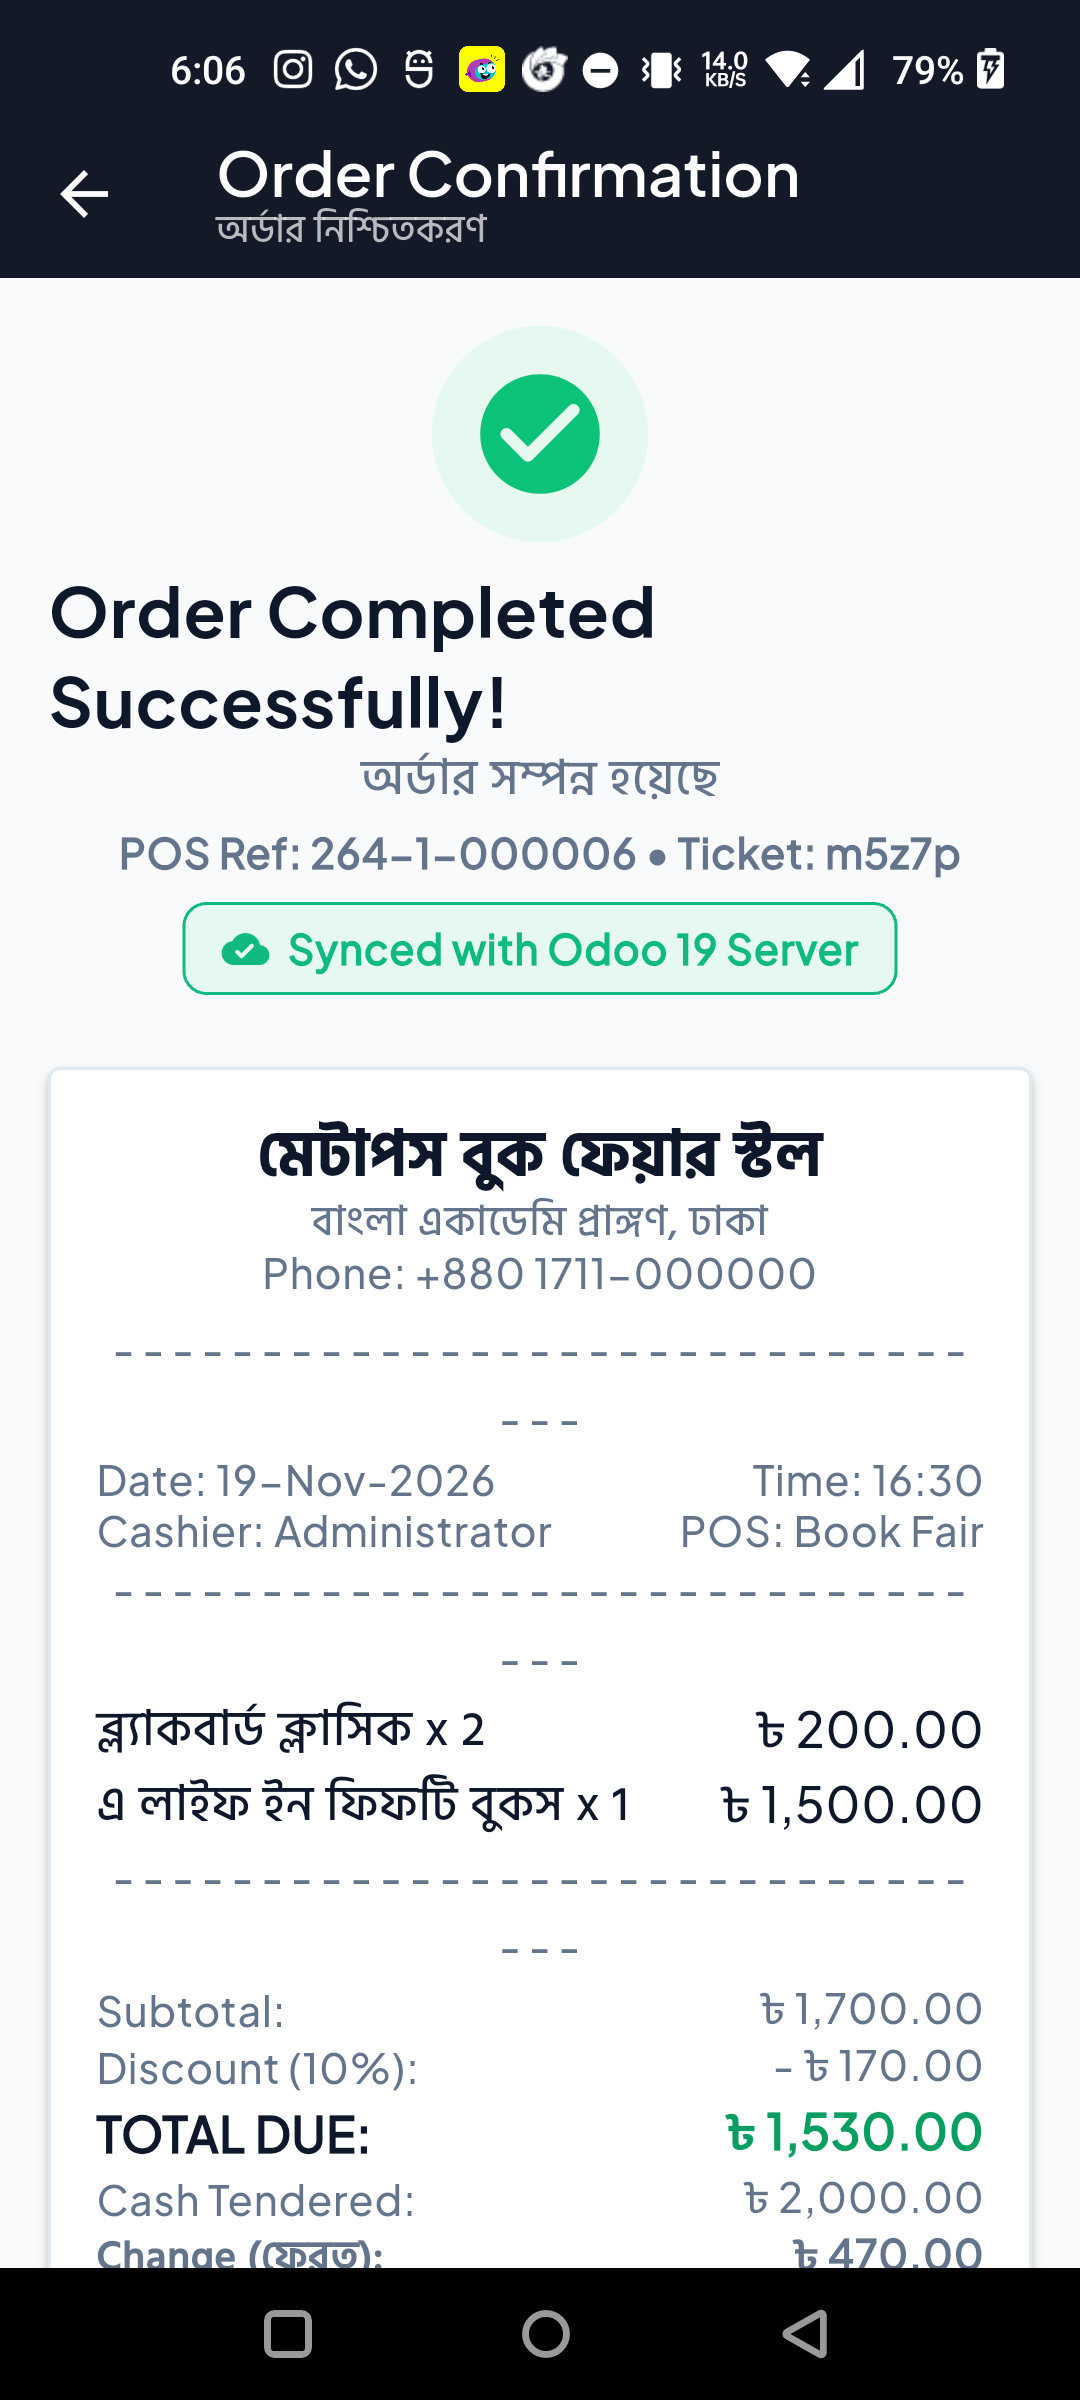 6:06 14.0 KB/S 79%
Order Confirmation
অর্ডার নিশ্চিতকরণ
Order Completed
Successfully!
অর্ডার সম্পন্ন হয়েছে
POS Ref: 264-1-000006 • Ticket: m5z7p
Synced with Odoo 19 Server
মেটাপস বুক ফেয়ার স্টল
বাংলা একাডেমি প্রাঙ্গণ, ঢাকা
Phone: +880 1711-000000
- - - - - - - - - - - - - - - - - - - - - - - - - - - - -
- - -
Date: 19-Nov-2026 Time: 16:30
Cashier: Administrator POS: Book Fair
- - - - - - - - - - - - - - - - - - - - - - - - - - - - -
- - -
ব্ল্যাকবার্ড ক্লাসিক x 2 ৳ 200.00
এ লাইফ ইন ফিফটি বুকস x 1 ৳ 1,500.00
- - - - - - - - - - - - - - - - - - - - - - - - - - - - -
- - -
Subtotal: ৳ 1,700.00
Discount (10%): - ৳ 170.00
TOTAL DUE: ৳ 1,530.00
Cash Tendered: ৳ 2,000.00
Change (ফেরত): ৳ 470.00